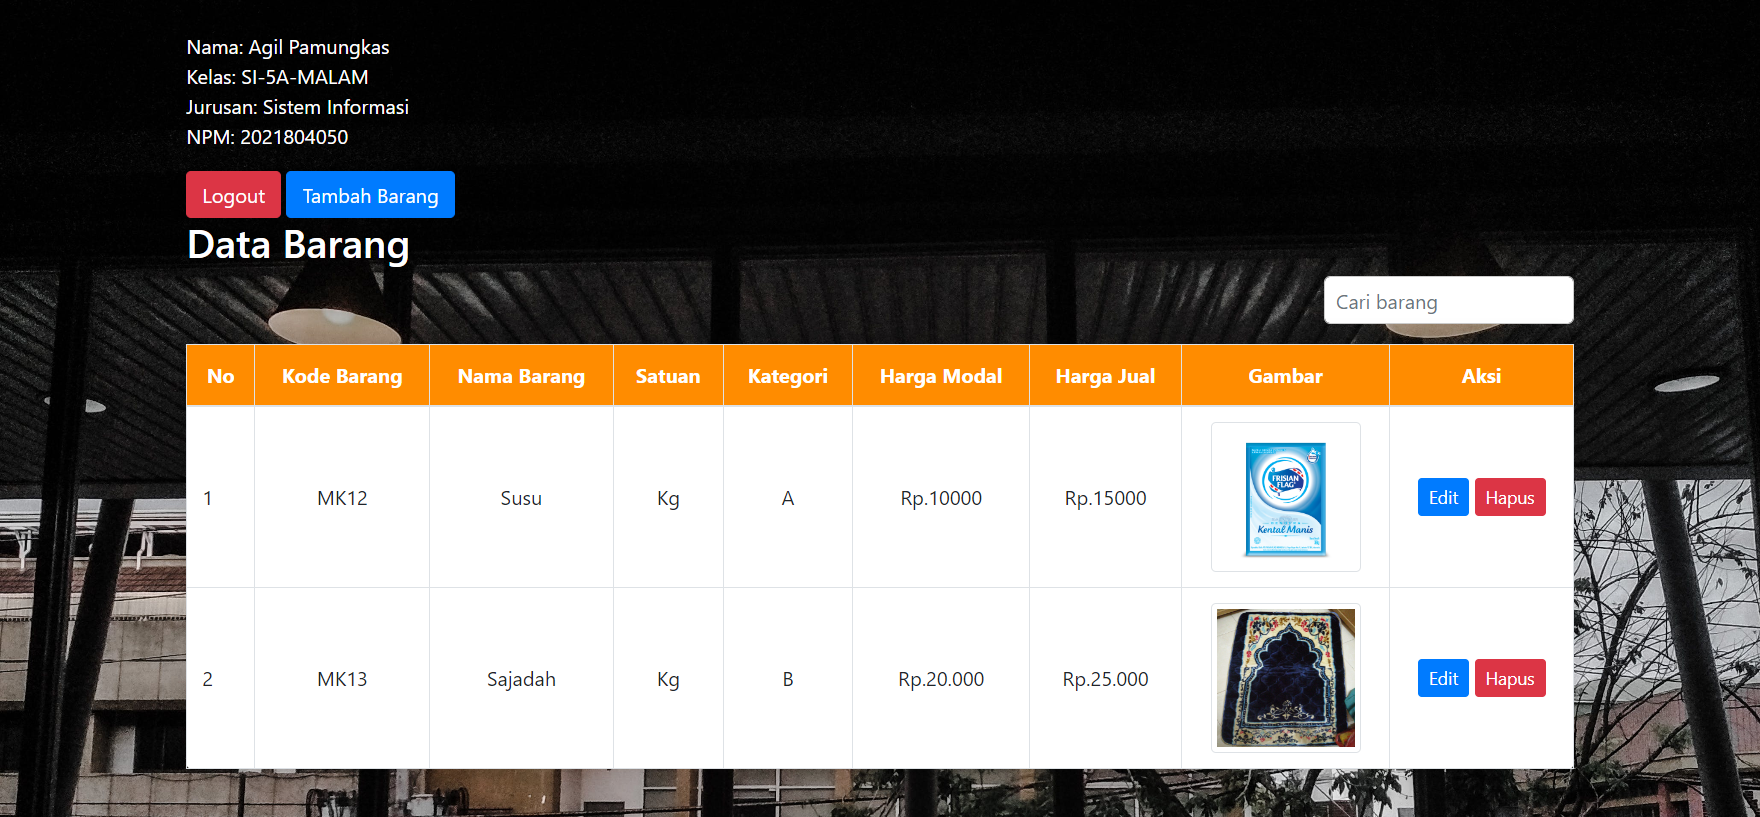 Nama: Agil Pamungkas
Kelas: SI-5A-MALAM
Jurusan: Sistem Informasi
NPM: 2021804050
Logout Tambah Barang
Data Barang
Cari barang
No Kode Barang Nama Barang Satuan Kategori Harga Modal Harga Jual Gambar Aksi
1 MK12 Susu Kg A Rp.10000 Rp.15000 Edit Hapus
FRISIAN
FLAG
Kental Manis
2 MK13 Sajadah Kg B Rp.20.000 Rp.25.000 Edit Hapus